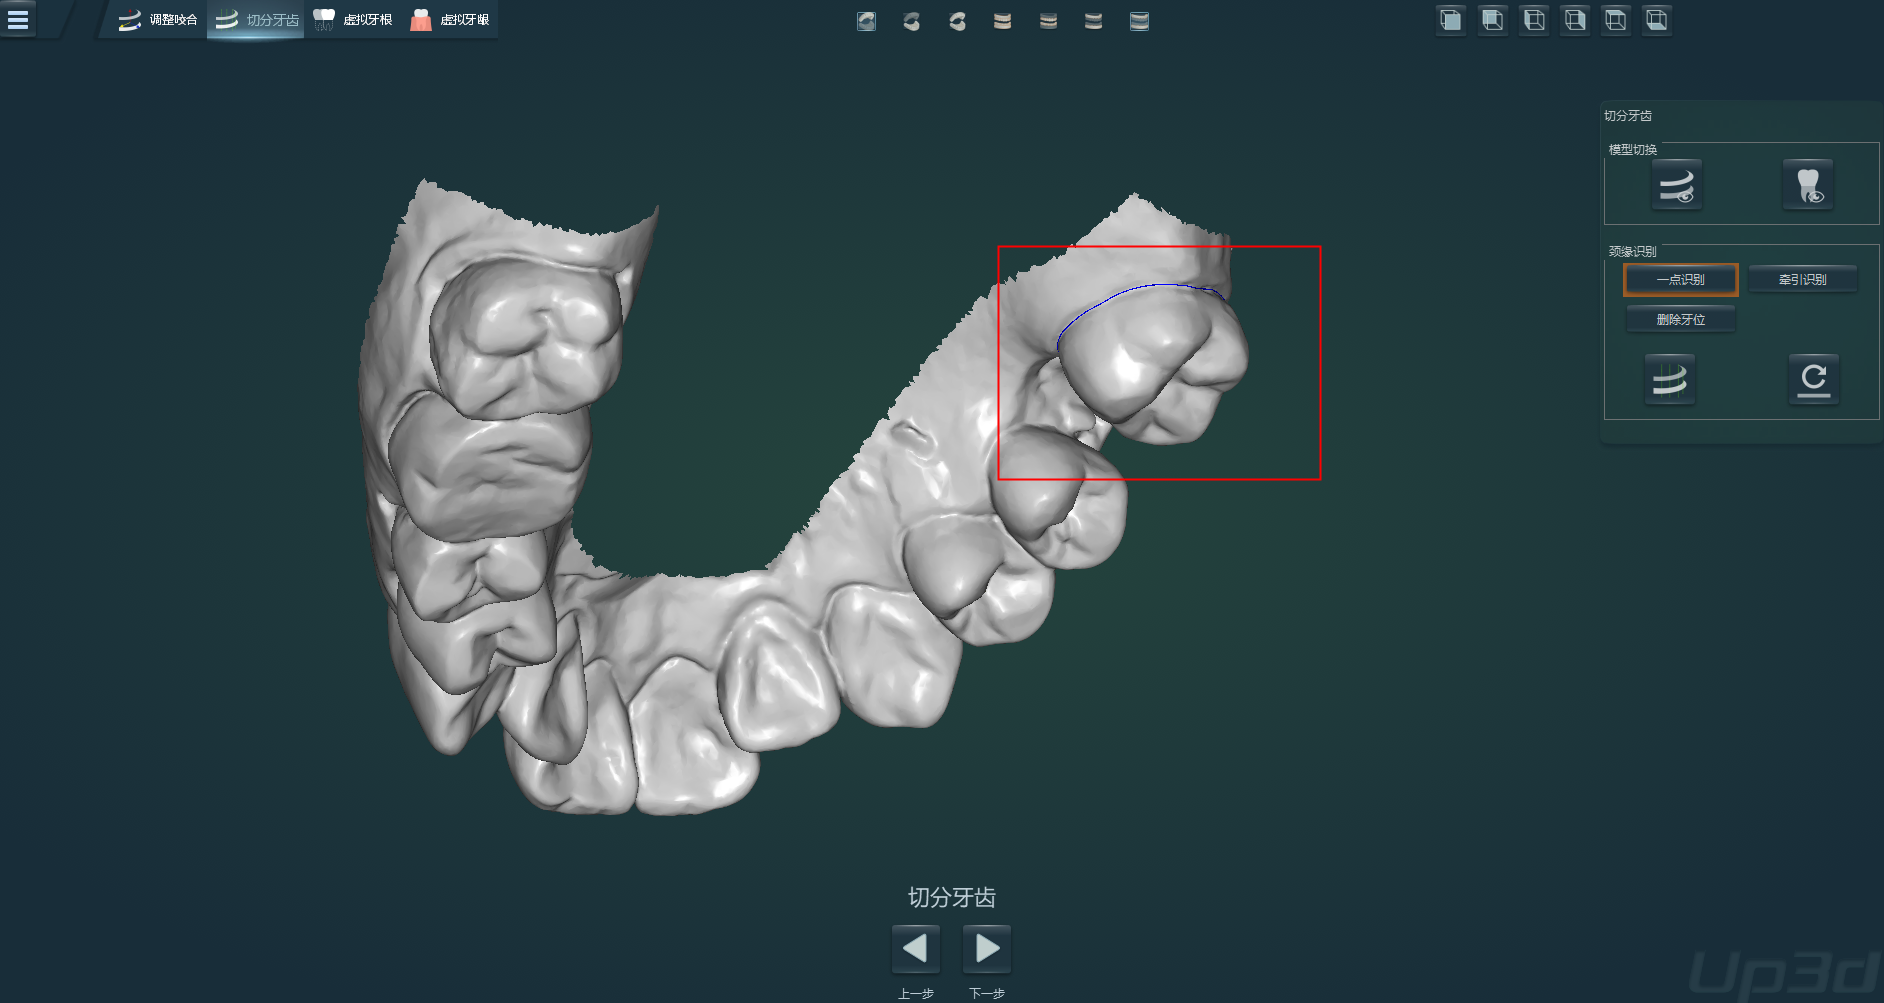 调整咬合 切分牙齿 虚拟牙根 虚拟牙龈
切分牙齿
模型切换
颈缘识别
一点识别 牵引识别
删除牙位
切分牙齿
上一步 下一步
Up3d